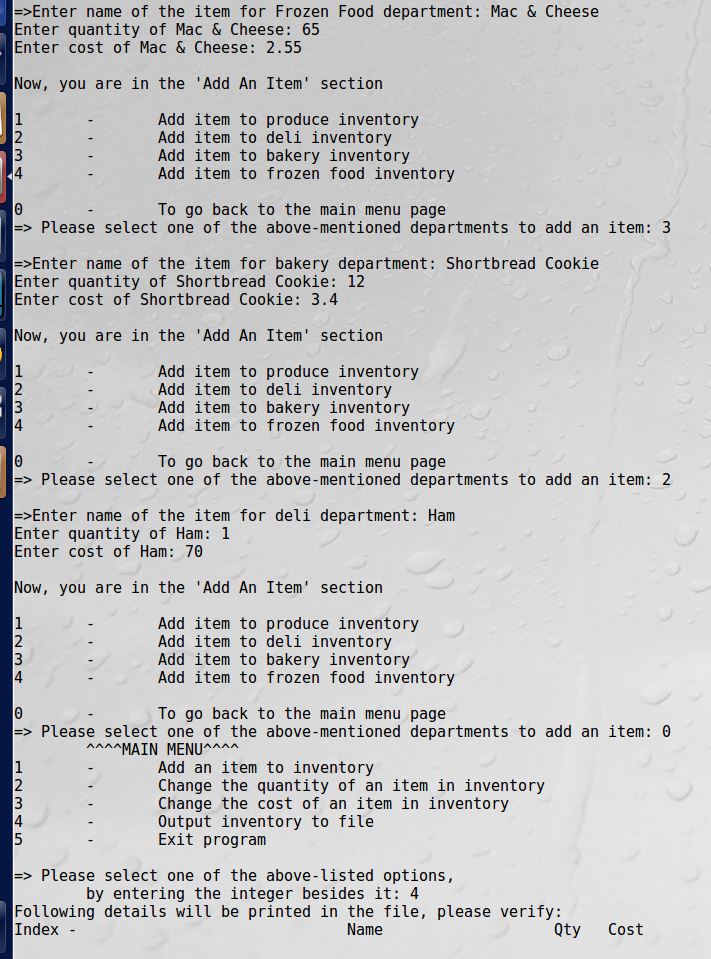 =>Enter name of the item for Frozen Food department: Mac & Cheese
Enter quantity of Mac & Cheese: 65
Enter cost of Mac & Cheese: 2.55
Now, you are in the 'Add An Item' section
1 - Add item to produce inventory
2 - Add item to deli inventory
3 - Add item to bakery inventory
4 - Add item to frozen food inventory
0 - To go back to the main menu page
=> Please select one of the above-mentioned departments to add an item: 3
=>Enter name of the item for bakery department: Shortbread Cookie
Enter quantity of Shortbread Cookie: 12
Enter cost of Shortbread Cookie: 3.4
Now, you are in the 'Add An Item' section
1 - Add item to produce inventory
2 - Add item to deli inventory
3 - Add item to bakery inventory
4 - Add item to frozen food inventory
0 - To go back to the main menu page
=> Please select one of the above-mentioned departments to add an item: 2
=>Enter name of the item for deli department: Ham
Enter quantity of Ham: 1
Enter cost of Ham: 70
Now, you are in the 'Add An Item' section
1 - Add item to produce inventory
2 - Add item to deli inventory
3 - Add item to bakery inventory
4 - Add item to frozen food inventory
0 - To go back to the main menu page
=> Please select one of the above-mentioned departments to add an item: 0
^^^^MAIN MENU^^^^
1 - Add an item to inventory
2 - Change the quantity of an item in inventory
3 - Change the cost of an item in inventory
4 - Output inventory to file
5 - Exit program
=> Please select one of the above-listed options,
by entering the integer besides it: 4
Following details will be printed in the file, please verify:
Index - Name Qty Cost